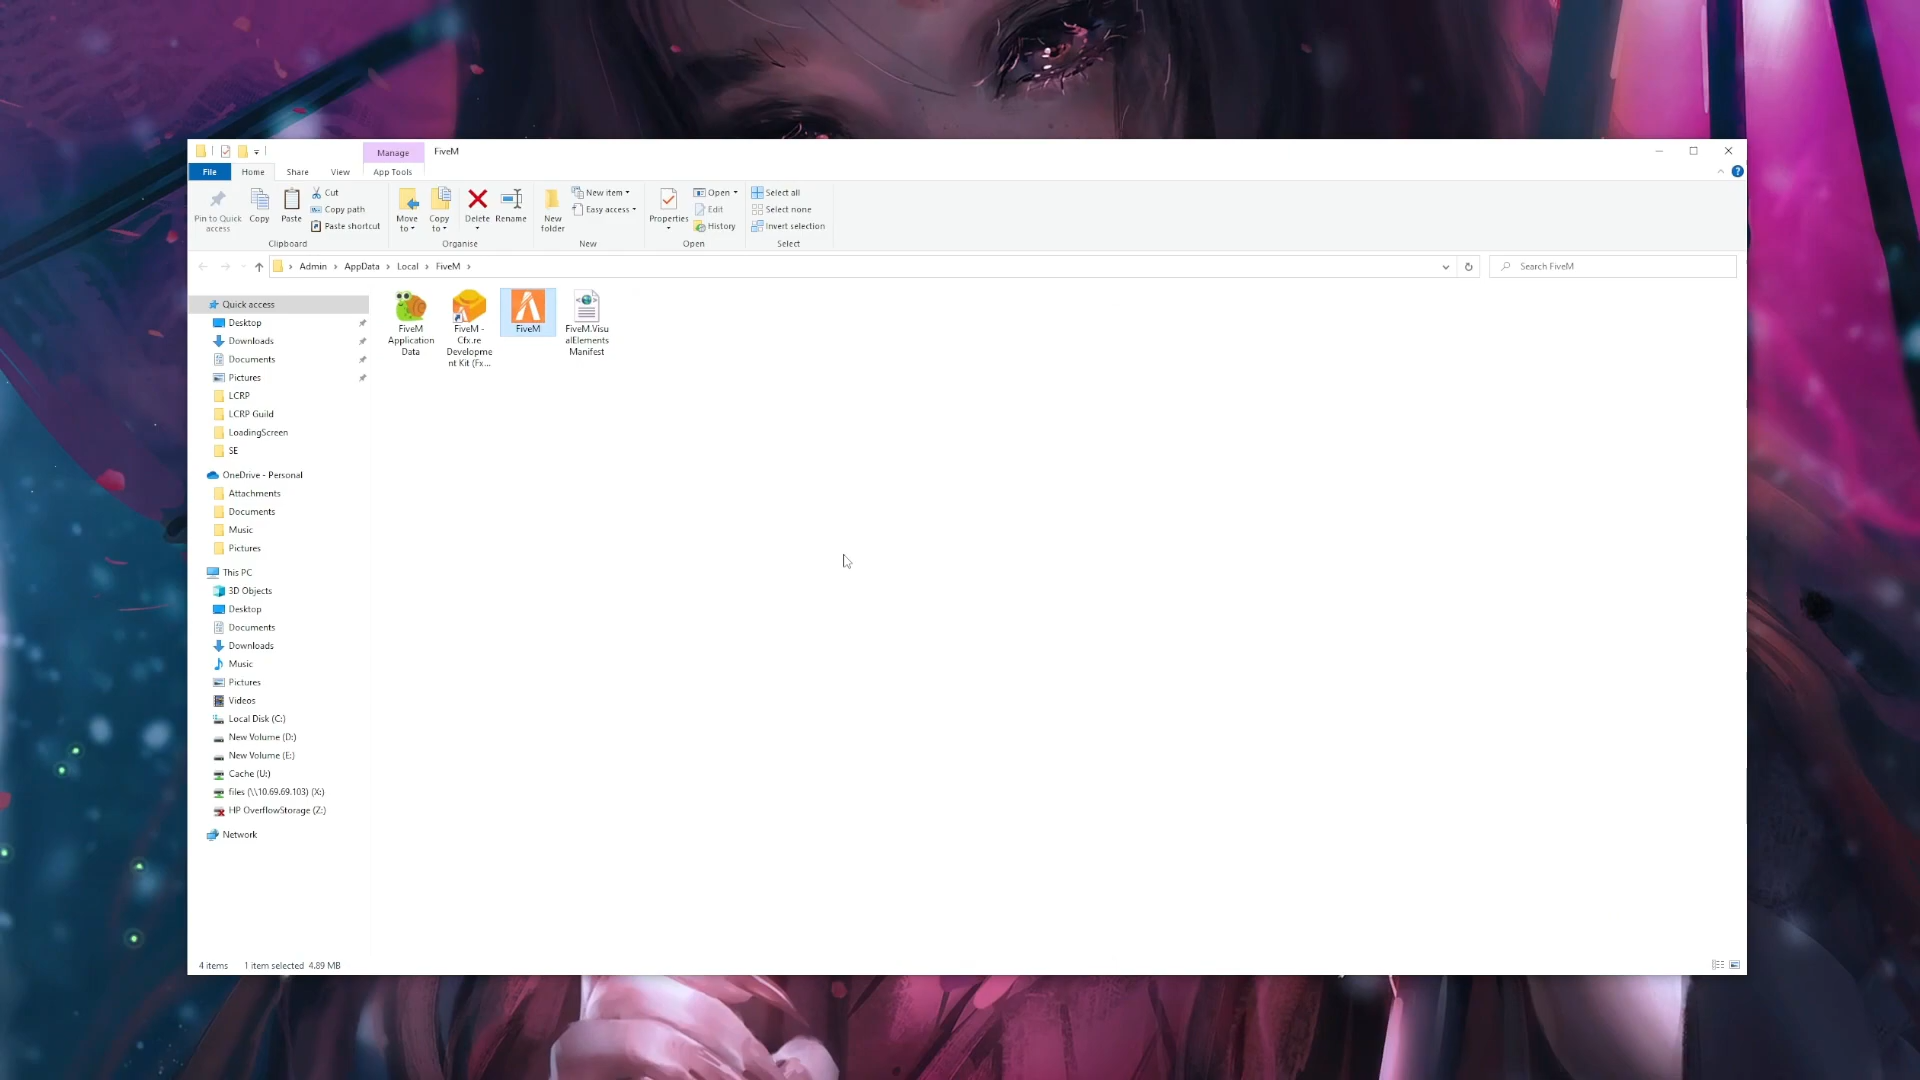 Manage
FiveM
File
Home
Share
View
App Tools
Pin to Quick
access
Copy
Paste
Cut
Copy path
Paste shortcut
Clipboard
Move
to
Copy
to
Delete
Rename
Organise
New
folder
New item
Easy access
New
Properties
Open
Edit
History
Open
Select all
Select none
Invert selection
Select
Admin
AppData
Local
FiveM
Search FiveM
Quick access
Desktop
Downloads
Documents
Pictures
LCRP
LCRP Guild
LoadingScreen
SE
OneDrive - Personal
Attachments
Documents
Music
Pictures
This PC
3D Objects
Desktop
Documents
Downloads
Music
Pictures
Videos
Local Disk (C:)
New Volume (D:)
New Volume (E:)
Cache (U:)
files (\\10.69.69.103) (X:)
HP OverflowStorage (Z:)
Network
FiveM
Application
Data
FiveM -
Cfx.re
Developme
nt Kit (Fx...
FiveM
FiveM.Visu
alElements
Manifest
4 items
1 item selected 4.89 MB